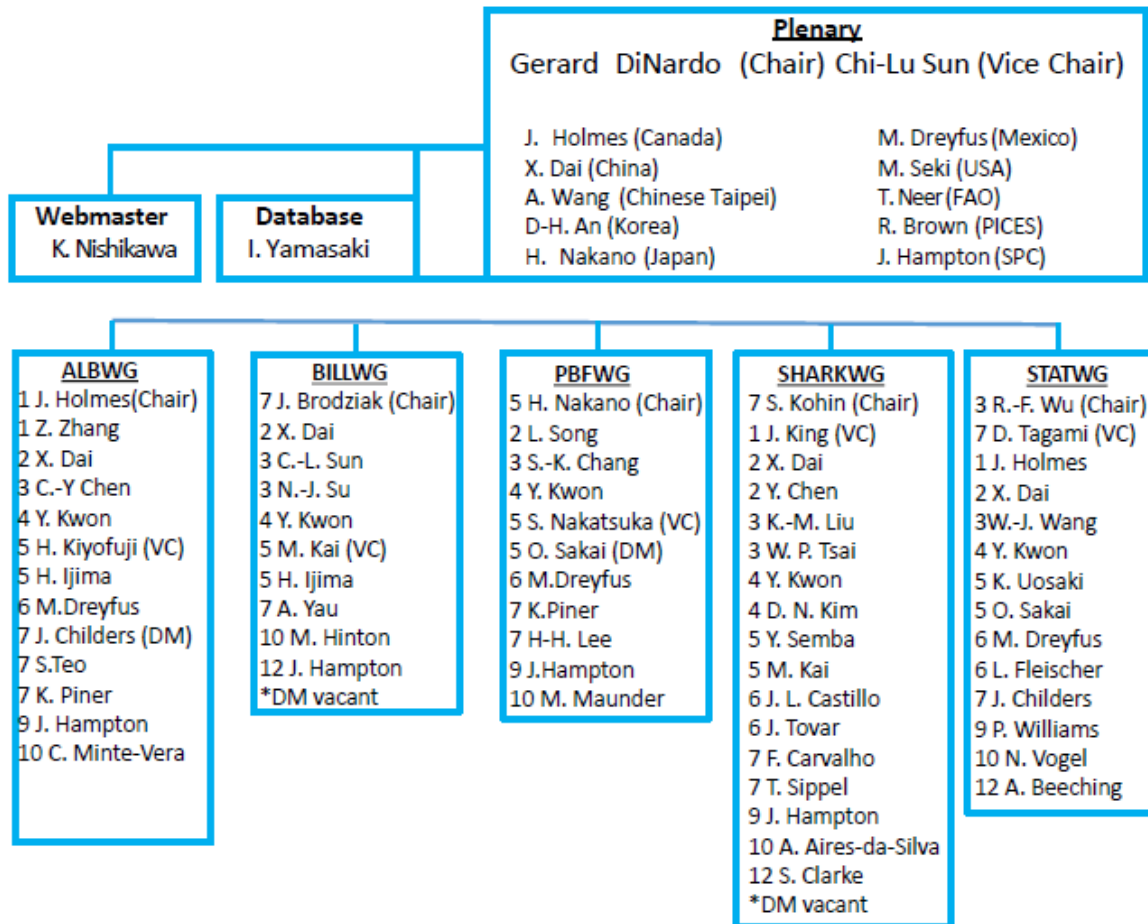 Plenary
Gerard DiNardo (Chair) Chi-Lu Sun (Vice Chair)
J. Holmes (Canada)
X. Dai (China)
A. Wang (Chinese Taipei)
D-H. An (Korea)
H. Nakano (Japan)
M. Dreyfus (Mexico)
M. Seki (USA)
T. Neer (FAO)
R. Brown (PICES)
J. Hampton (SPC)
Webmaster
K. Nishikawa
Database
I. Yamasaki
ALBWG
1 J. Holmes(Chair)
1 Z. Zhang
2 X. Dai
3 C.-Y Chen
4 Y. Kwon
5 H. Kiyofuji (VC)
5 H. Ijima
6 M.Dreyfus
7 J. Childers (DM)
7 S.Teo
7 K. Piner
9 J. Hampton
10 C. Minte-Vera
BILLWG
7 J. Brodziak (Chair)
2 X. Dai
3 C.-L. Sun
3 N.-J. Su
4 Y. Kwon
5 M. Kai (VC)
5 H. Ijima
7 A. Yau
10 M. Hinton
12 J. Hampton
*DM vacant
PBFWG
5 H. Nakano (Chair)
2 L. Song
3 S.-K. Chang
4 Y. Kwon
5 S. Nakatsuka (VC)
5 O. Sakai (DM)
6 M.Dreyfus
7 K.Piner
7 H-H. Lee
9 J.Hampton
10 M. Maunder
SHARKWG
7 S. Kohin (Chair)
1 J. King (VC)
2 X. Dai
2 Y. Chen
3 K.-M. Liu
3 W. P. Tsai
4 Y. Kwon
4 D. N. Kim
5 Y. Semba
5 M. Kai
6 J. L. Castillo
6 J. Tovar
7 F. Carvalho
7 T. Sippel
9 J. Hampton
10 A. Aires-da-Silva
12 S. Clarke
*DM vacant
STATWG
3 R.-F. Wu (Chair)
7 D. Tagami (VC)
1 J. Holmes
2 X. Dai
3W.-J. Wang
4 Y. Kwon
5 K. Uosaki
5 O. Sakai
6 M. Dreyfus
6 L. Fleischer
7 J. Childers
9 P. Williams
10 N. Vogel
12 A. Beeching